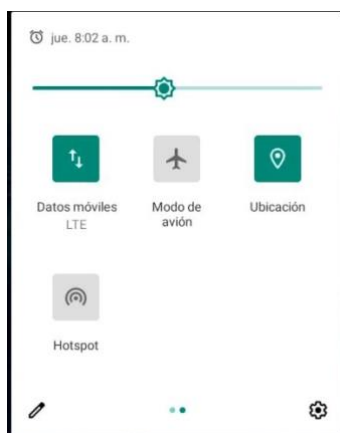 jue. 8:02 a. m.
Datos móviles
LTE
Modo de
avión
Ubicación
Hotspot